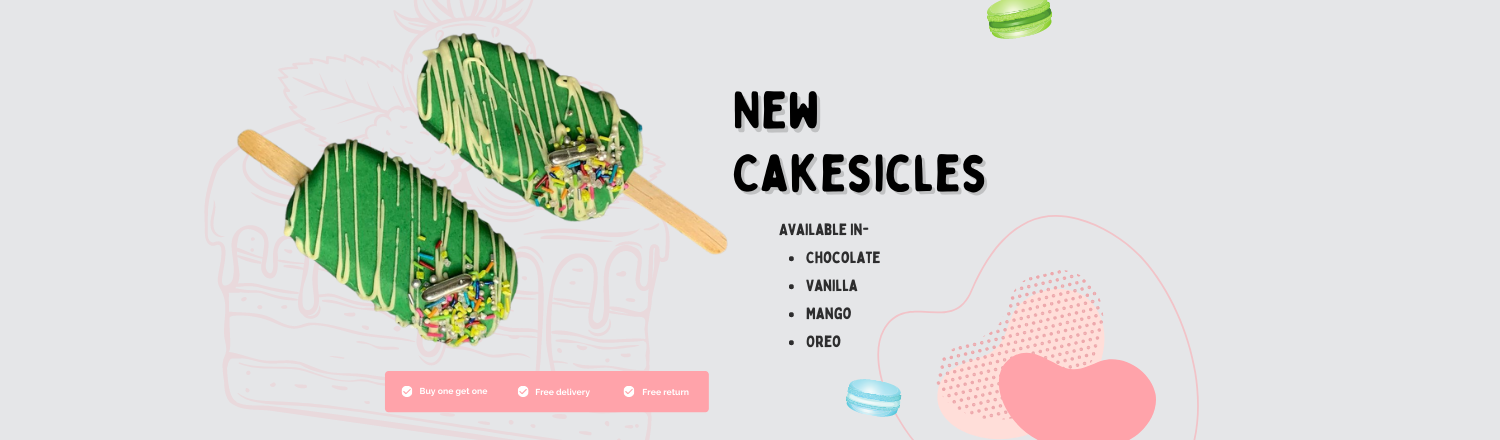 NEW
CAKESICLES
AVAILABLE IN-
• CHOCOLATE
• VANILLA
• MANGO
• OREO
Buy one get one Free delivery Free return